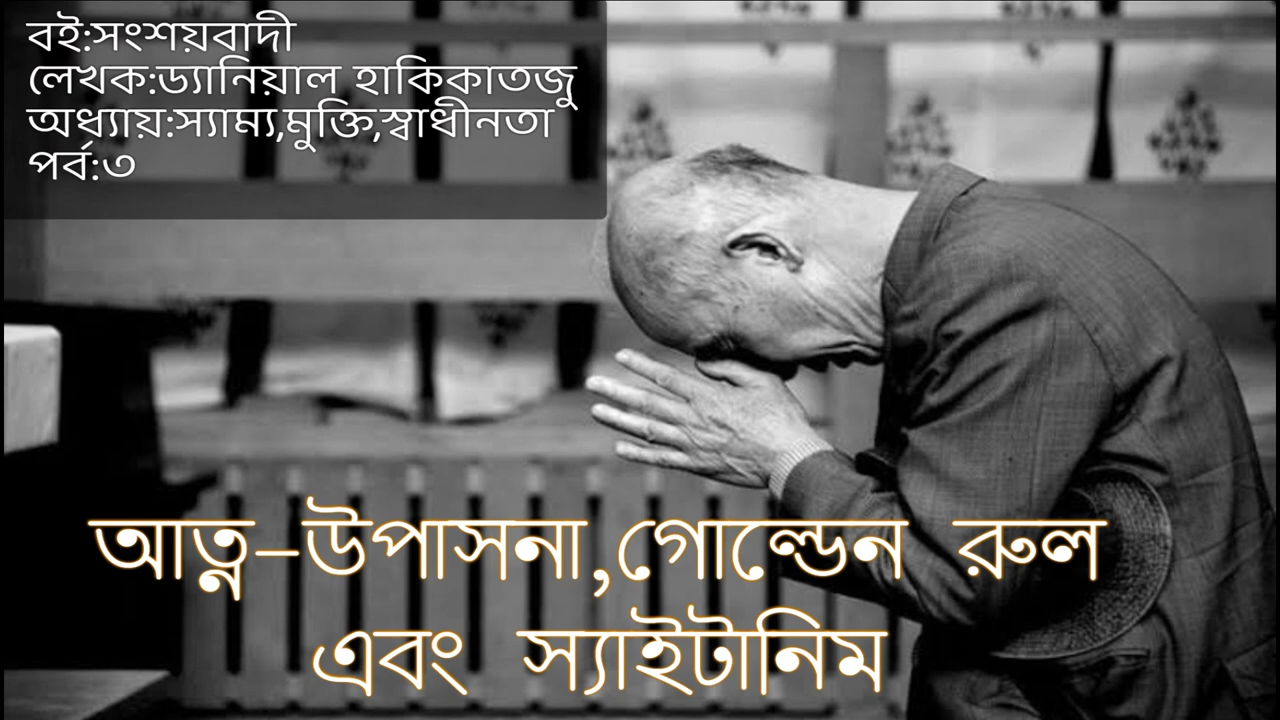 বই:সংশয়বাদী
লেখক:ড্যানিয়াল হাকিকাতজু
অধ্যায়:স্যাম্য,মুক্তি,স্বাধীনতা
পর্ব:৩
আত্ন-উপাসনা,গোল্ডেন রুল
এবং স্যাইটানিম